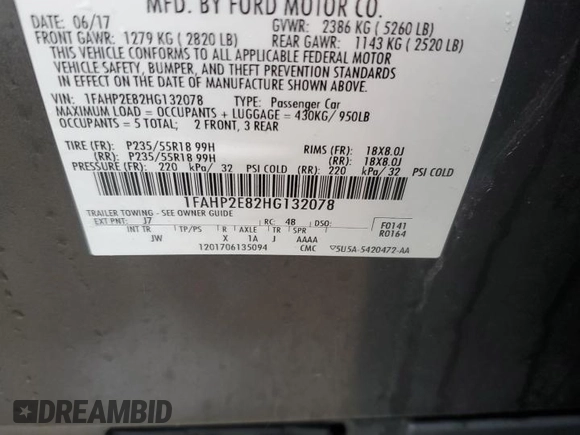 MFD. BY FORD MOTOR CO.
DATE: 06/17 GVWR: 2386 KG ( 5260 LB)
FRONT GAWR: 1279 KG ( 2820 LB) REAR GAWR: 1143 KG ( 2520 LB)
THIS VEHICLE CONFORMS TO ALL APPLICABLE FEDERAL MOTOR
VEHICLE SAFETY, BUMPER, AND THEFT PREVENTION STANDARDS
IN EFFECT ON THE DATE OF MANUFACTURE SHOWN ABOVE.
VIN: 1FAHP2E82HG132078 TYPE: Passenger Car
MAXIMUM LOAD = OCCUPANTS + LUGGAGE = 430KG/ 950LB
OCCUPANTS = 5 TOTAL; 2 FRONT, 3 REAR
TIRE (FR): P235/55R18 99H RIMS (FR): 18X8.0J
(RR): P235/55R18 99H (RR): 18X8.0J
PRESSURE (FR): 220 kPa/ 32 PSI COLD (RR): 220 kPa/ 32 PSI COLD
1FAHP2E82HG132078
TRAILER TOWING - SEE OWNER GUIDE
EXT PNT: J7 RC: 48 DSO: F0141
R0164
INT TR TP/PS R AXLE TR SPR
JW X 1A J AAAA
1201706135094 CMC 5U5A-5420472-AA
DREAMBID